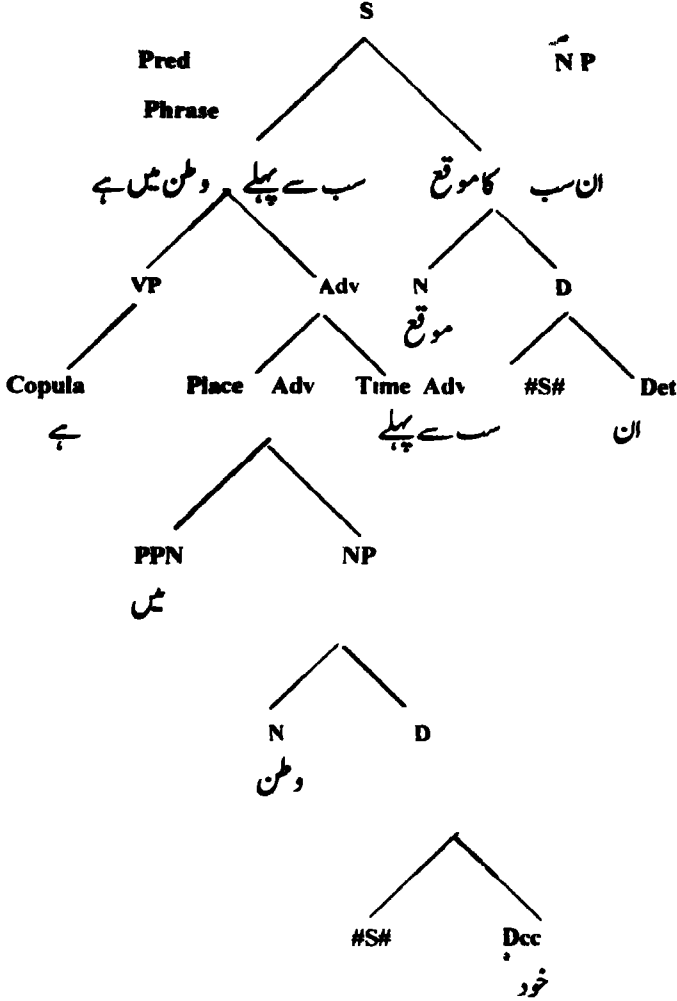 S
Pred NP
Phrase
ان سب کا موقع سب سے پہلے وطن میں ہے
VP Adv N D
موقع
Copula Place Adv Time Adv #S# Det
ہے سب سے پہلے ان
PPN NP
میں
N D
وطن
#S# Dcc
خود